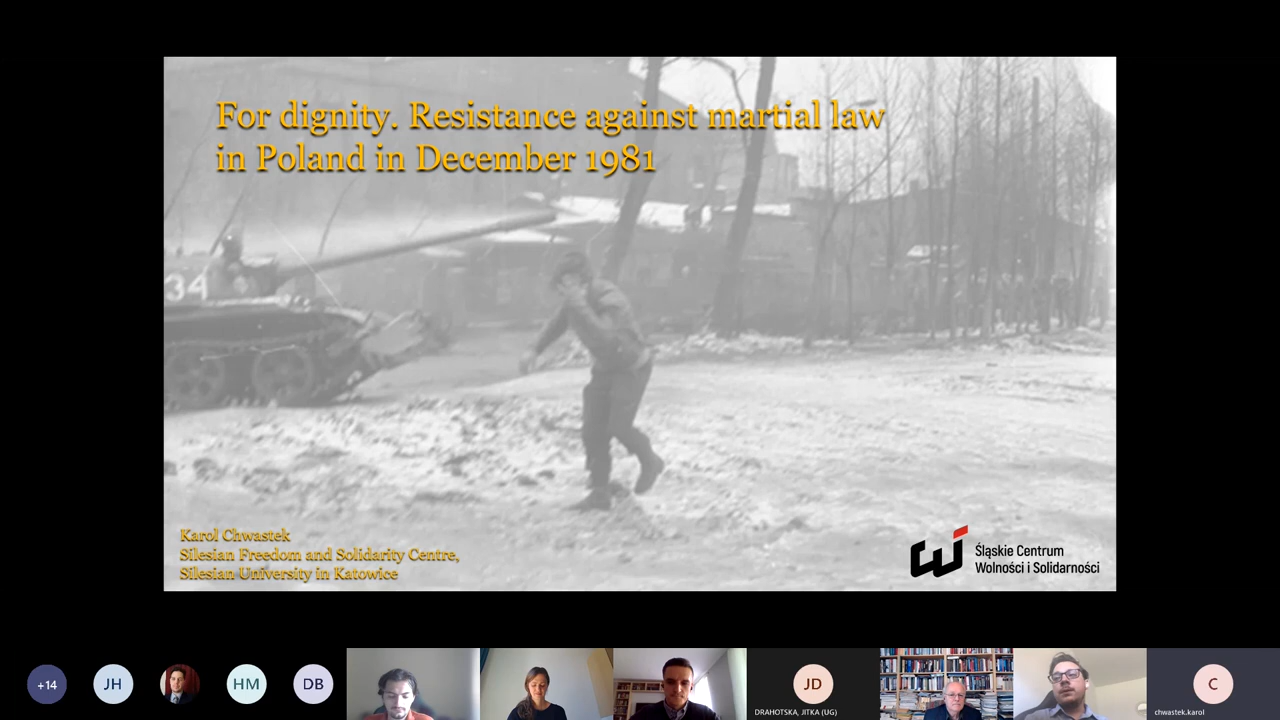 For dignity. Resistance against martial law
in Poland in December 1981
34
Karol Chwastek
Silesian Freedom and Solidarity Centre,
Silesian University in Katowice
Śląskie Centrum
Wolności i Solidarności
+14
JH
HM
DB
JD
DRAHOTSKA, JITKA (UG)
C
chwastek.karol